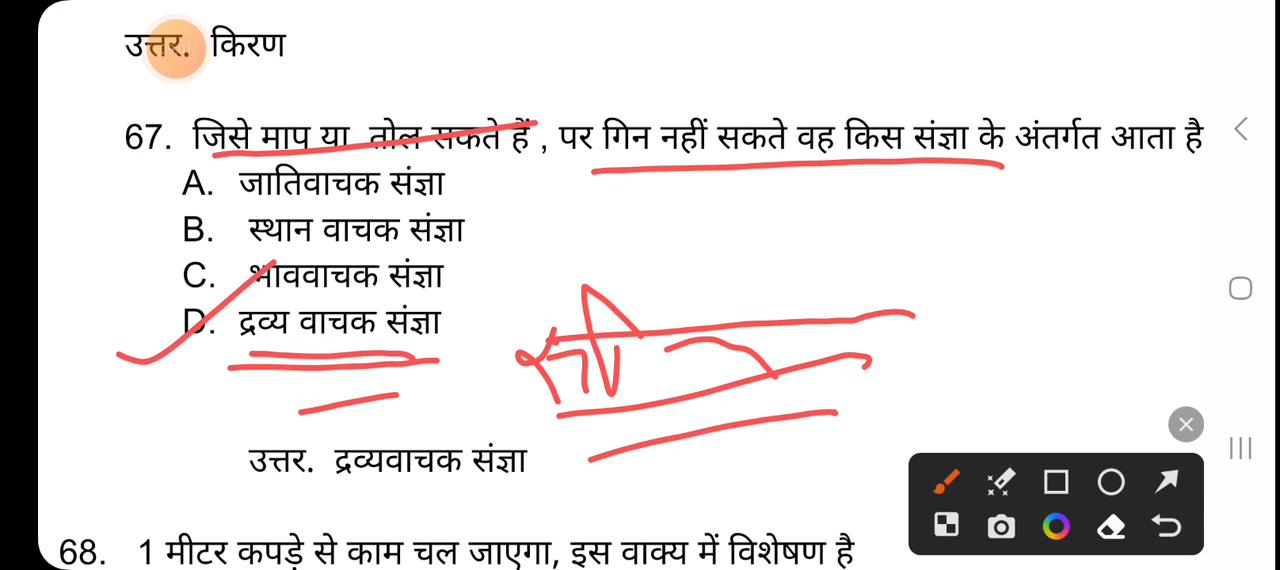 उत्तर. किरण
67. जिसे माप या तोल सकते हैं , पर गिन नहीं सकते वह किस संज्ञा के अंतर्गत आता है
A. जातिवाचक संज्ञा
B. स्थान वाचक संज्ञा
C. भाववाचक संज्ञा
D. द्रव्य वाचक संज्ञा
उत्तर. द्रव्यवाचक संज्ञा
68. 1 मीटर कपड़े से काम चल जाएगा, इस वाक्य में विशेषण है